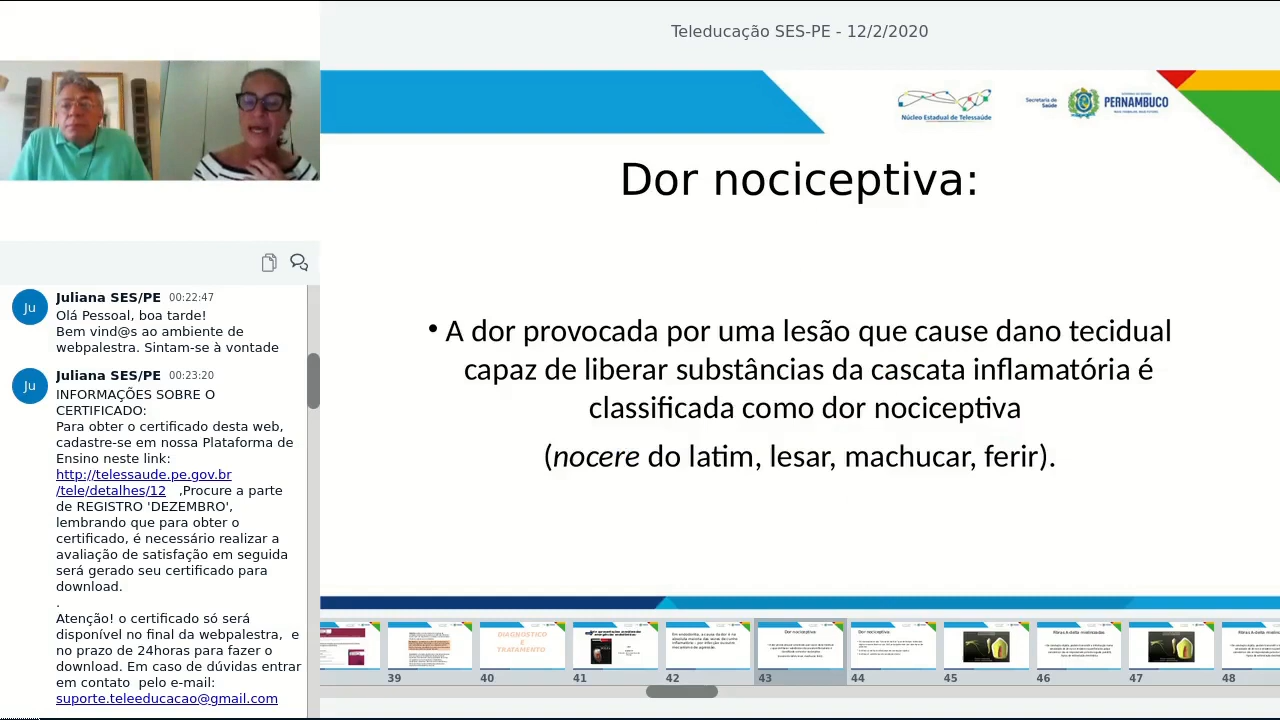 Teleducação SES-PE - 12/2/2020
Núcleo Estadual de Telessaúde
Secretaria de
Saúde
PERNAMBUCO
Dor nociceptiva:
• A dor provocada por uma lesão que cause dano tecidual
capaz de liberar substâncias da cascata inflamatória é
classificada como dor nociceptiva
(nocere do latim, lesar, machucar, ferir).
Ju
Juliana SES/PE 00:22:47
Olá Pessoal, boa tarde!
Bem vind@s ao ambiente de
webpalestra. Sintam-se à vontade
Ju
Juliana SES/PE 00:23:20
INFORMAÇÕES SOBRE O
CERTIFICADO:
Para obter o certificado desta web,
cadastre-se em nossa Plataforma de
Ensino neste link:
http://telessaude.pe.gov.br
/tele/detalhes/12 ,Procure a parte
de REGISTRO 'DEZEMBRO',
lembrando que para obter o
certificado, é necessário realizar a
avaliação de satisfação em seguida
será gerado seu certificado para
download.
.
Atenção! o certificado só será
disponível no final da webpalestra, e
no prazo de 24 horas para fazer o
download. Em caso de dúvidas entrar
em contato pelo e-mail:
suporte.teleeducacao@gmail.com
DIAGNOSTICO
E
TRATAMENTO
Dor nociceptiva:
39 40 41 42 43 44 45 46 47 48